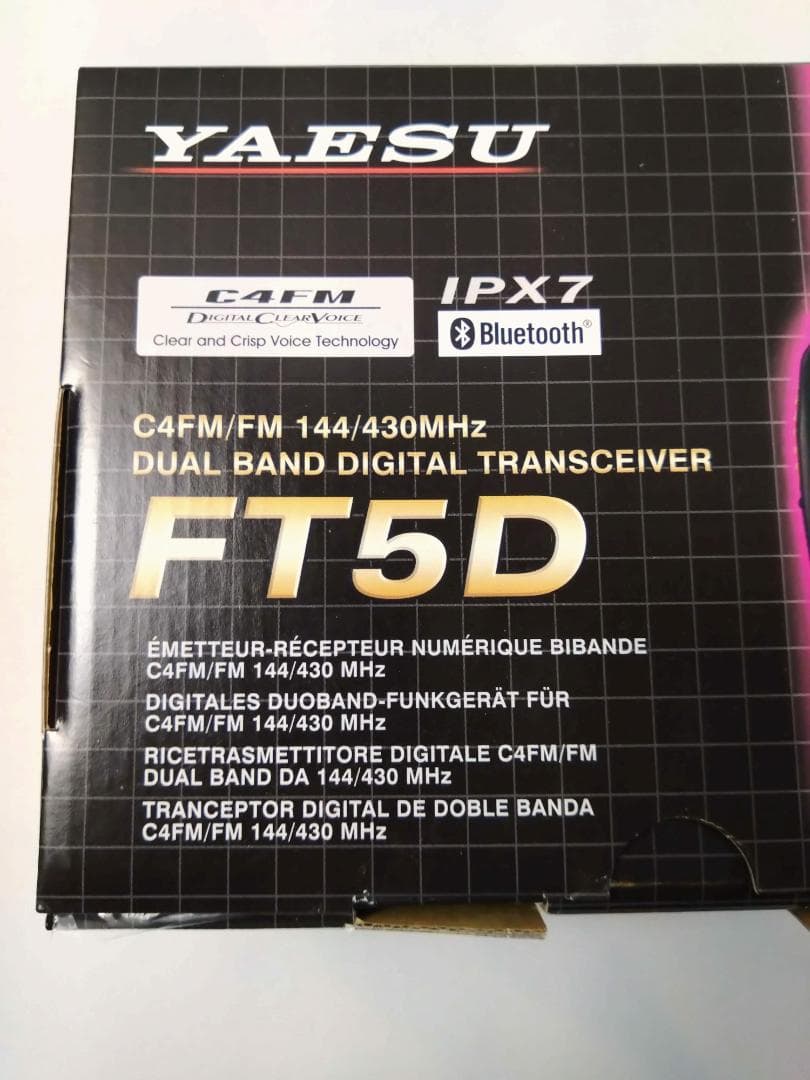 YAESU
C4FM
DIGITAL CLEAR VOICE
Clear and Crisp Voice Technology
IPX7
Bluetooth®
C4FM/FM 144/430MHz
DUAL BAND DIGITAL TRANSCEIVER
FT5D
ÉMETTEUR-RÉCEPTEUR NUMÉRIQUE BIBANDE
C4FM/FM 144/430 MHz
DIGITALES DUOBAND-FUNKGERÄT FÜR
C4FM/FM 144/430 MHz
RICETRASMETTITORE DIGITALE C4FM/FM
DUAL BAND DA 144/430 MHz
TRANCEPTOR DIGITAL DE DOBLE BANDA
C4FM/FM 144/430 MHz